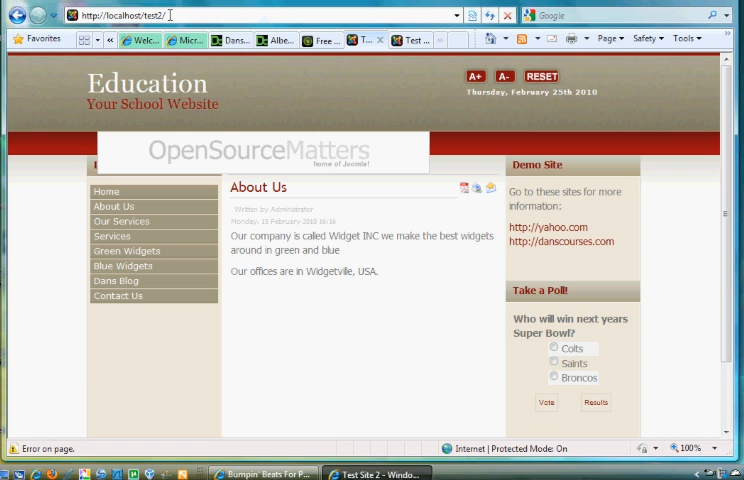 http://localhost/test2/
Google
Favorites
Welc...
Micr...
Dans...
Albe...
Free ...
T...
Test ...
Page
Safety
Tools
Education
Your School Website
A+
A-
RESET
Thursday, February 25th 2010
OpenSourceMatters
home of Joomla!
Home
About Us
Our Services
Services
Green Widgets
Blue Widgets
Dans Blog
Contact Us
About Us
Written by Administrator
Monday, 15 February 2010 16:16
Our company is called Widget INC we make the best widgets
around in green and blue
Our offices are in Widgetville, USA.
Demo Site
Go to these sites for more
information:
http://yahoo.com
http://danscourses.com
Take a Poll!
Who will win next years
Super Bowl?
Colts
Saints
Broncos
Vote
Results
Error on page.
Internet | Protected Mode: On
100%
Bumpin' Beats For P...
Test Site 2 - Windo...